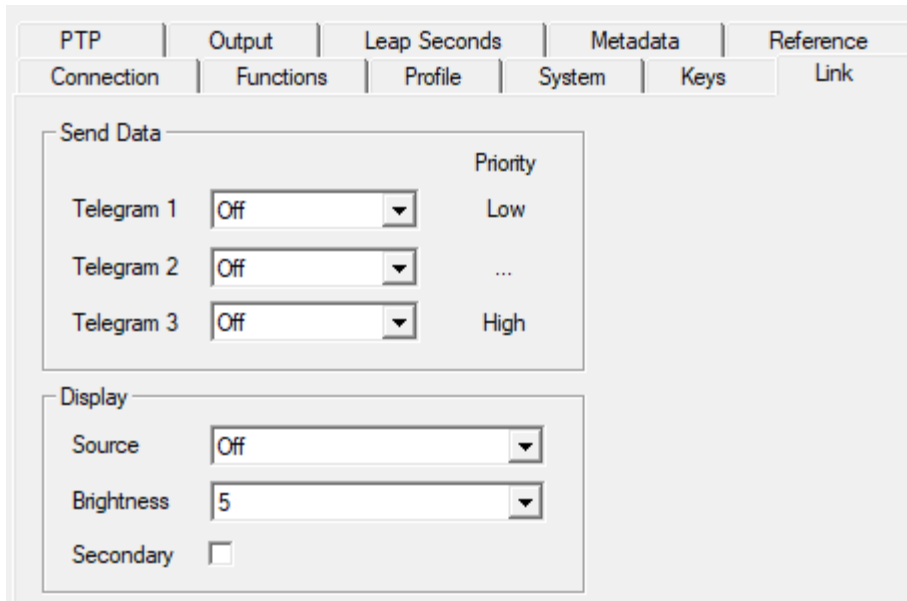 PTP Output Leap Seconds Metadata Reference
Connection Functions Profile System Keys Link
Send Data
Priority
Telegram 1 Off Low
Telegram 2 Off ...
Telegram 3 Off High
Display
Source Off
Brightness 5
Secondary